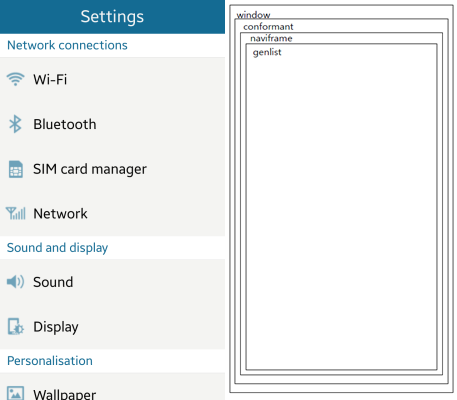 Settings
Network connections
Wi-Fi
Bluetooth
SIM card manager
Network
Sound and display
Sound
Display
Personalisation
Wallpaper
window
conformant
naviframe
genlist